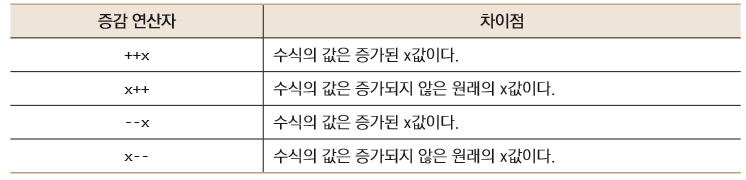 증감 연산자 차이점
++x 수식의 값은 증가된 x값이다.
x++ 수식의 값은 증가되지 않은 원래의 x값이다.
--x 수식의 값은 증가된 x값이다.
x-- 수식의 값은 증가되지 않은 원래의 x값이다.